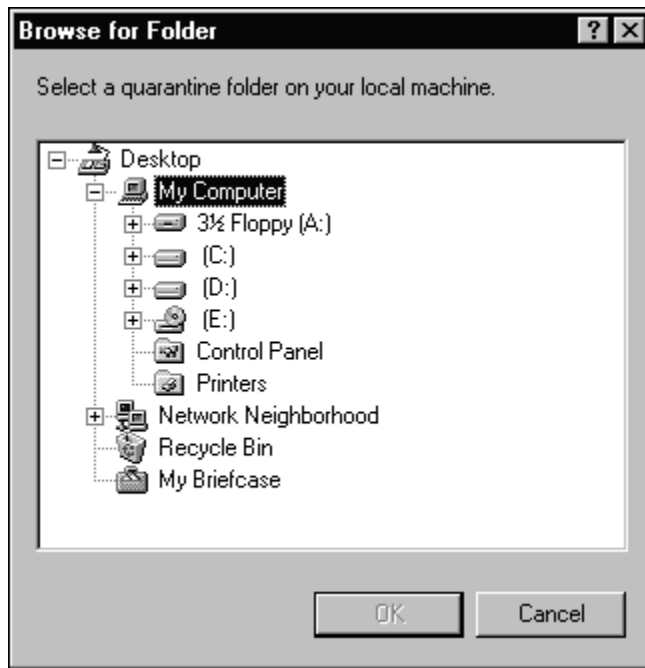 Browse for Folder
Select a quarantine folder on your local machine.
Desktop
My Computer
3½ Floppy (A:)
(C:)
(D:)
(E:)
Control Panel
Printers
Network Neighborhood
Recycle Bin
My Briefcase
OK Cancel